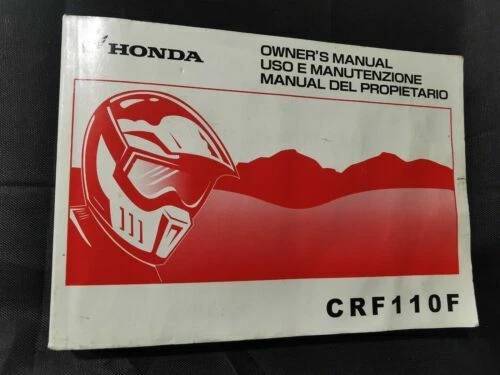 HONDA
OWNER'S MANUAL
USO E MANUTENZIONE
MANUAL DEL PROPIETARIO
CRF110F